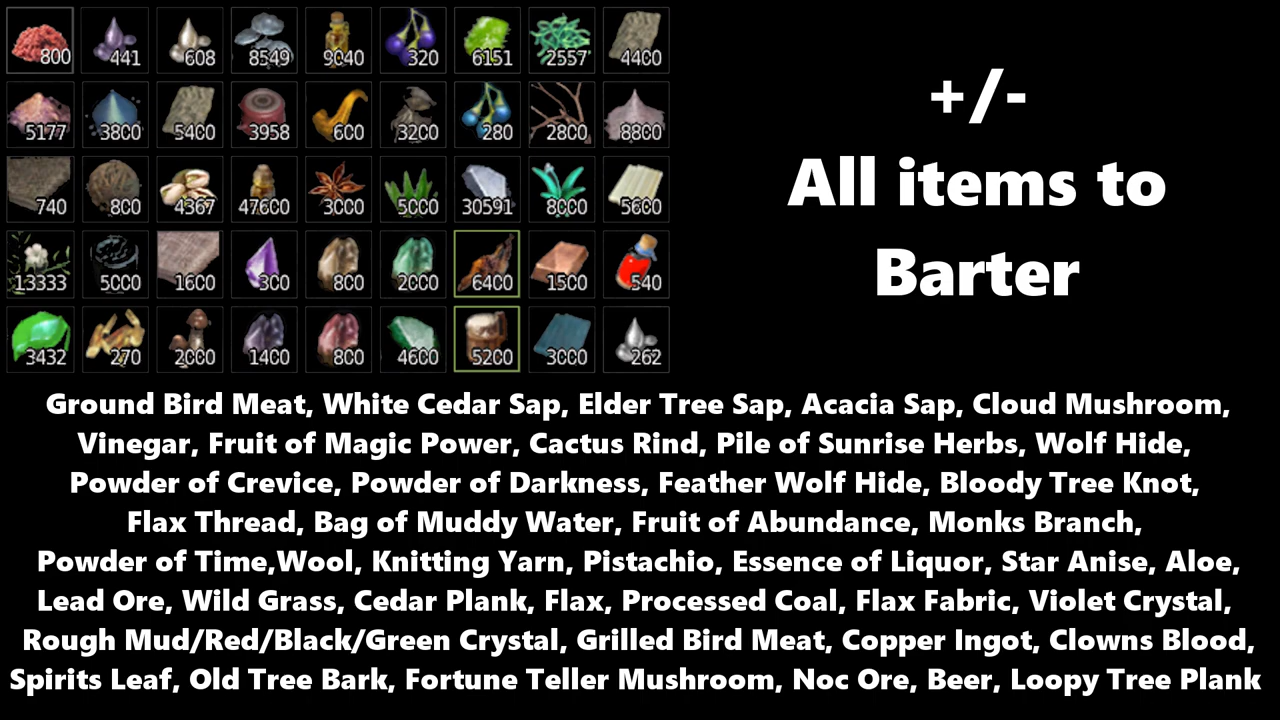 800 441 608 8549 9040 320 6151 2557 4400
5177 3800 5400 3958 600 3200 280 2800 8800
740 800 4367 47600 3000 5000 30591 8000 5600
13333 5000 1600 300 800 2000 6400 1500 540
3432 270 2000 1400 800 4600 5200 3000 262
+/-
All items to
Barter
Ground Bird Meat, White Cedar Sap, Elder Tree Sap, Acacia Sap, Cloud Mushroom,
Vinegar, Fruit of Magic Power, Cactus Rind, Pile of Sunrise Herbs, Wolf Hide,
Powder of Crevice, Powder of Darkness, Feather Wolf Hide, Bloody Tree Knot,
Flax Thread, Bag of Muddy Water, Fruit of Abundance, Monks Branch,
Powder of Time,Wool, Knitting Yarn, Pistachio, Essence of Liquor, Star Anise, Aloe,
Lead Ore, Wild Grass, Cedar Plank, Flax, Processed Coal, Flax Fabric, Violet Crystal,
Rough Mud/Red/Black/Green Crystal, Grilled Bird Meat, Copper Ingot, Clowns Blood,
Spirits Leaf, Old Tree Bark, Fortune Teller Mushroom, Noc Ore, Beer, Loopy Tree Plank